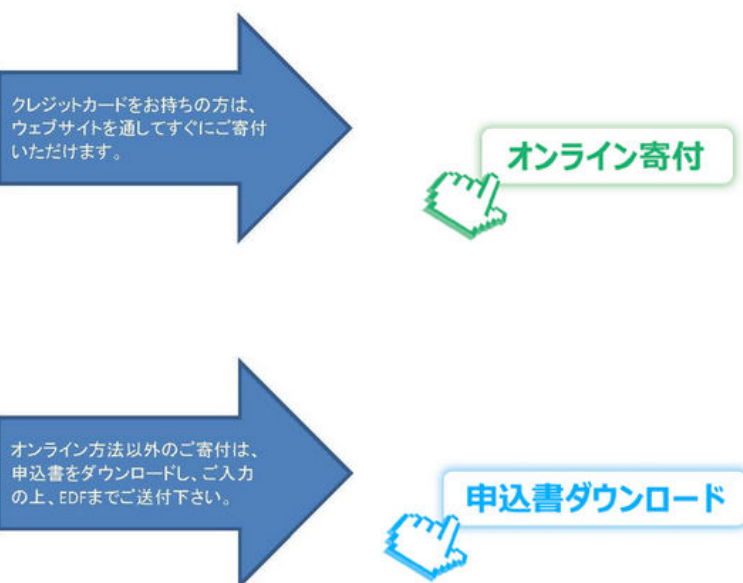 クレジットカードをお持ちの方は、
ウェブサイトを通してすぐにご寄付
いただけます。
オンライン寄付
オンライン方法以外のご寄付は、
申込書をダウンロードし、ご入力
の上、EDFまでご送付下さい。
申込書ダウンロード